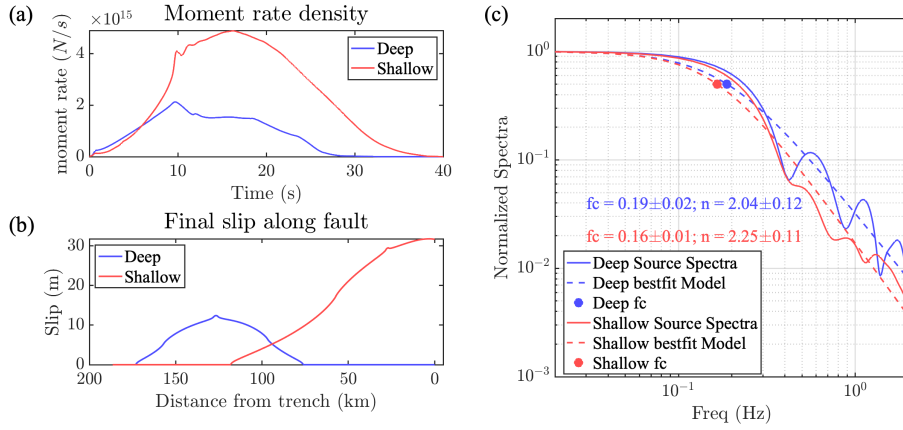 (a)
Moment rate density
×10^15
moment rate (N/s)
4
2
0
Deep
Shallow
0 10 20 30 40
Time (s)
(b)
Final slip along fault
Slip (m)
30
20
10
0
Deep
Shallow
200 150 100 50 0
Distance from trench (km)
(c)
Normalized Spectra
10^0
10^−1
10^−2
10^−3
fc = 0.19±0.02; n = 2.04±0.12
fc = 0.16±0.01; n = 2.25±0.11
Deep Source Spectra
Deep bestfit Model
Deep fc
Shallow Source Spectra
Shallow bestfit Model
Shallow fc
10^−1 10^0
Freq (Hz)